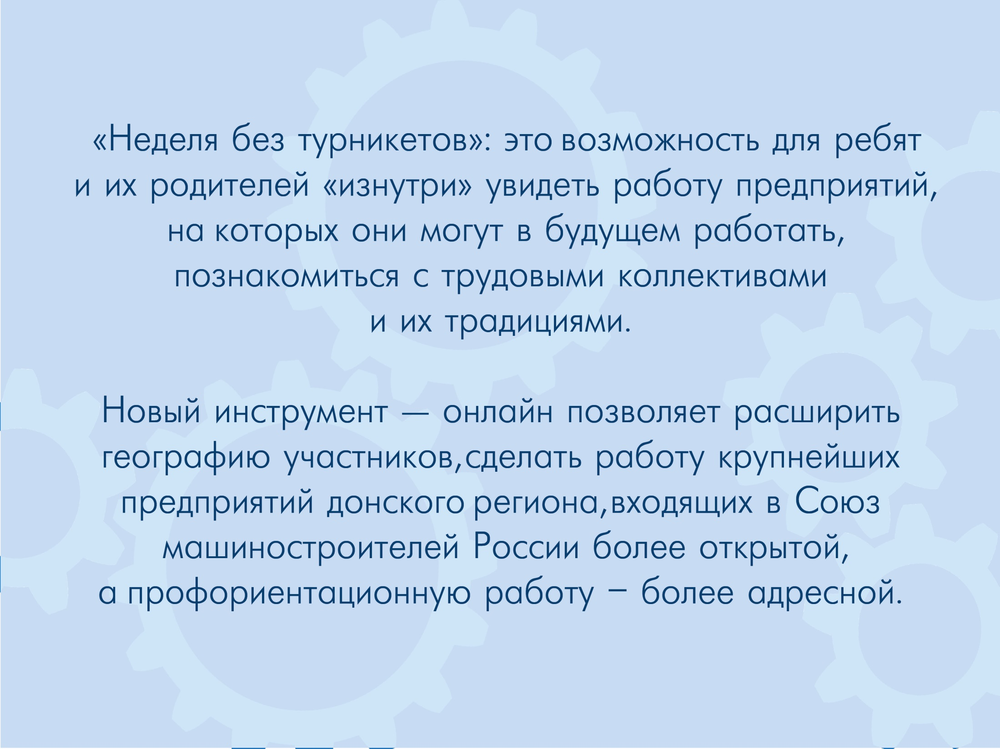 «Неделя без турникетов»: это возможность для ребят
и их родителей «изнутри» увидеть работу предприятий,
на которых они могут в будущем работать,
познакомиться с трудовыми коллективами
и их традициями.
Новый инструмент — онлайн позволяет расширить
географию участников,сделать работу крупнейших
предприятий донского региона,входящих в Союз
машиностроителей России более открытой,
а профориентационную работу – более адресной.